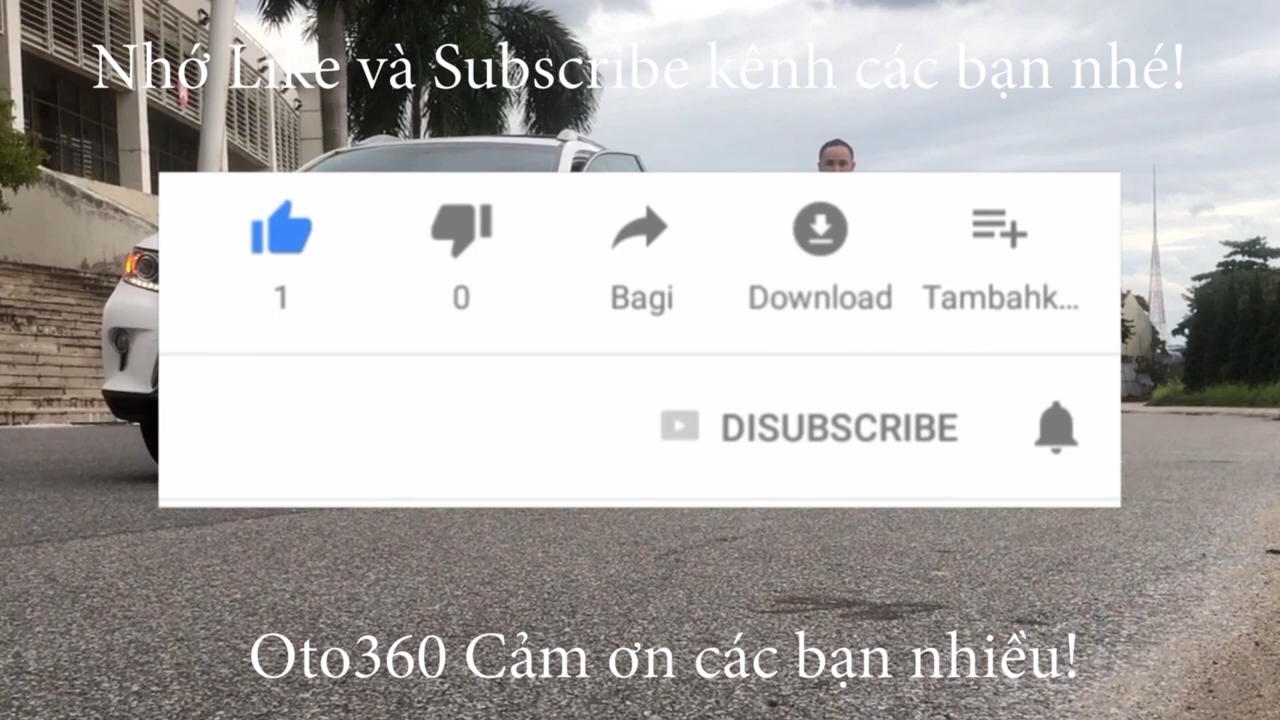 Nhớ Like và Subscribe kênh các bạn nhé!
1 0 Bagi Download Tambahk...
DISUBSCRIBE
Oto360 Cảm ơn các bạn nhiều!